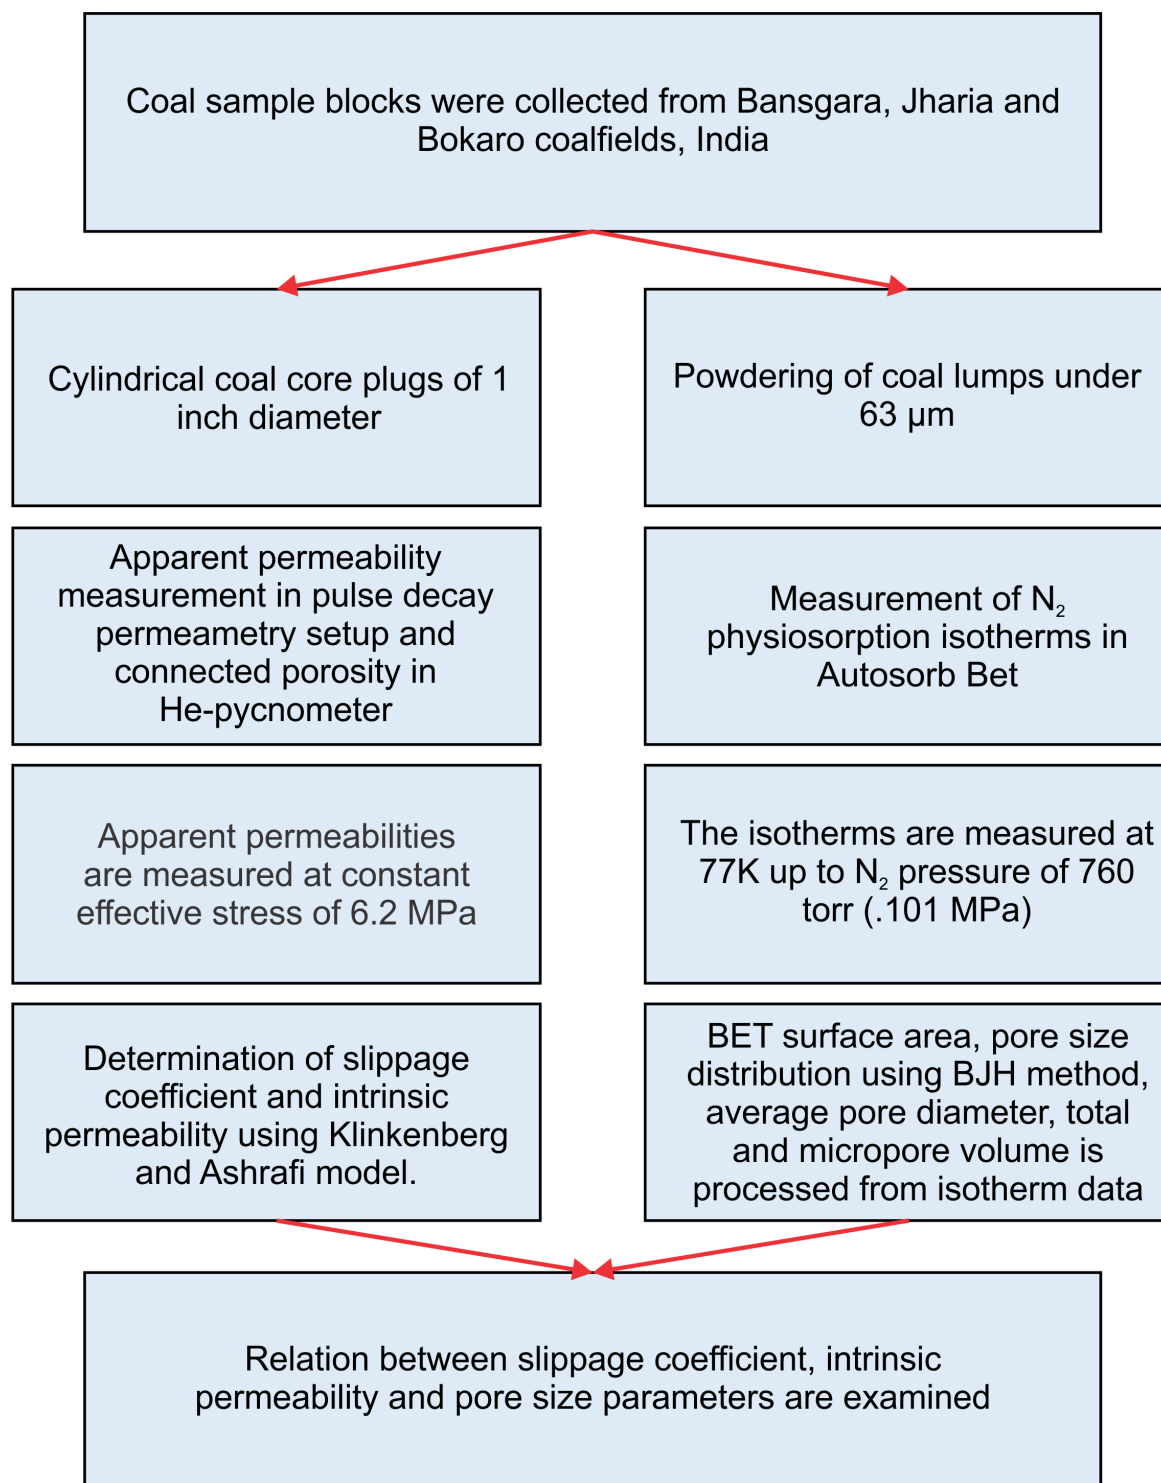 Coal sample blocks were collected from Bansgara, Jharia and
Bokaro coalfields, India
Cylindrical coal core plugs of 1
inch diameter
Apparent permeability
measurement in pulse decay
permeametry setup and
connected porosity in
He-pycnometer
Apparent permeabilities
are measured at constant
effective stress of 6.2 MPa
Determination of slippage
coefficient and intrinsic
permeability using Klinkenberg
and Ashrafi model.
Powdering of coal lumps under
63 µm
Measurement of N₂
physiosorption isotherms in
Autosorb Bet
The isotherms are measured at
77K up to N₂ pressure of 760
torr (.101 MPa)
BET surface area, pore size
distribution using BJH method,
average pore diameter, total
and micropore volume is
processed from isotherm data
Relation between slippage coefficient, intrinsic
permeability and pore size parameters are examined